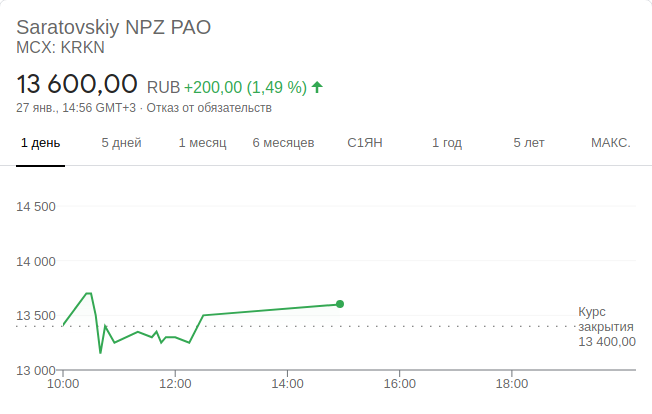 Saratovskiy NPZ PAO
MCX: KRKN
13 600,00 RUB +200,00 (1,49 %)
27 янв., 14:56 GMT+3 · Отказ от обязательств
1 день 5 дней 1 месяц 6 месяцев С1ЯН 1 год 5 лет МАКС.
14 500
14 000
13 500
Курс
закрытия
13 400,00
13 000
10:00 12:00 14:00 16:00 18:00